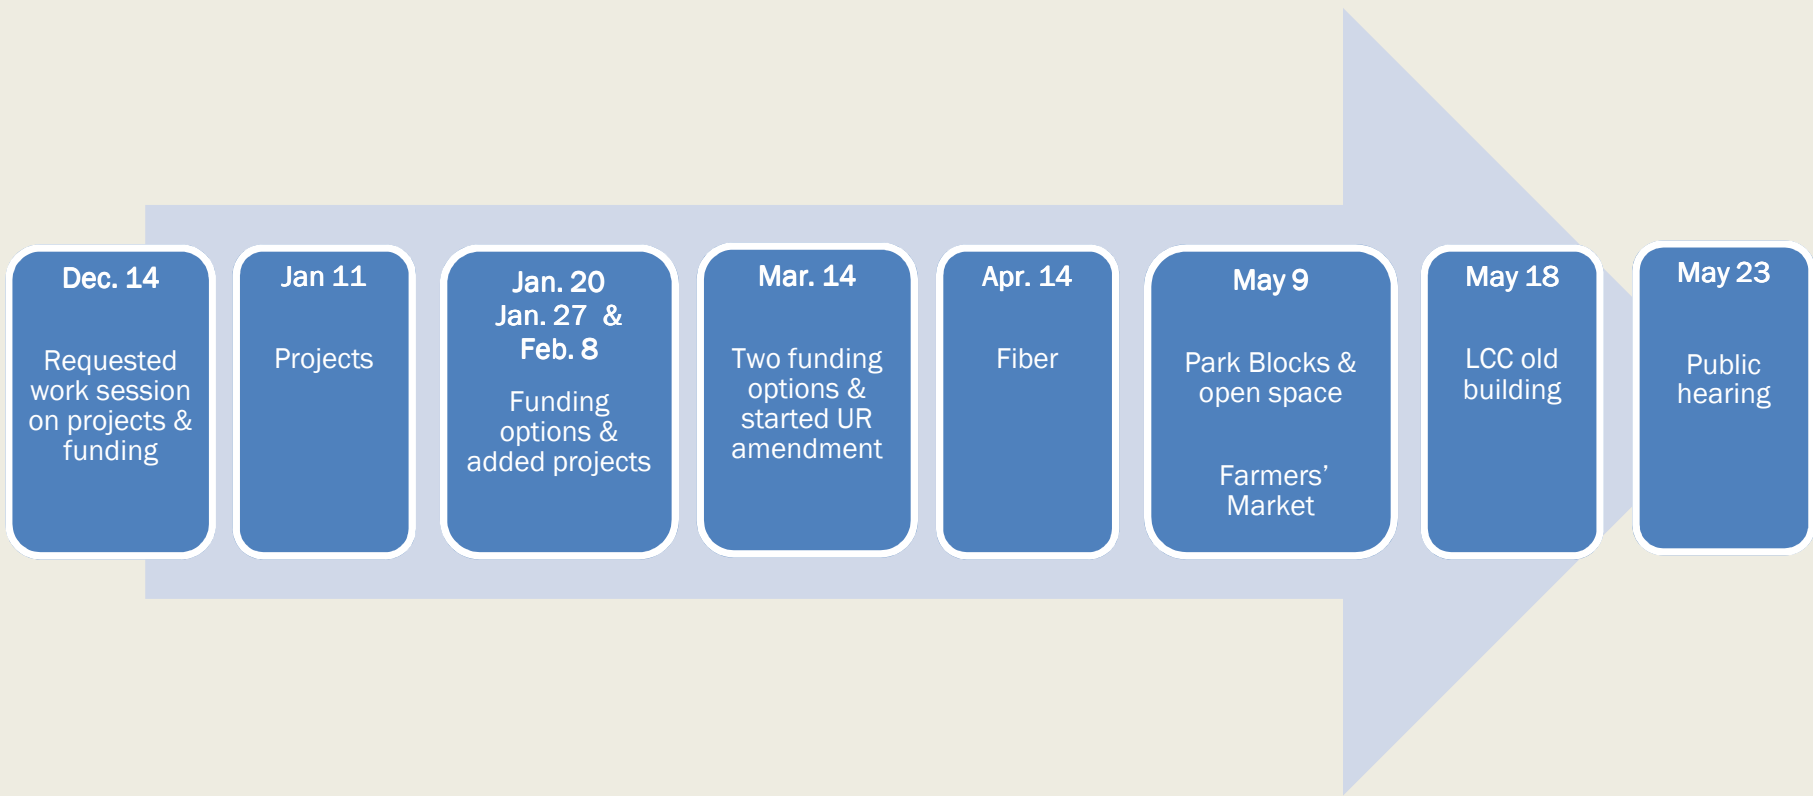 Dec. 14
Requested
work session
on projects &
funding
Jan 11
Projects
Jan. 20
Jan. 27  &
Feb. 8
Funding
options &
added projects
Mar. 14
Two funding
options &
started UR
amendment
Apr. 14
Fiber
May 9
Park Blocks &
open space
Farmers’
Market
May 18
LCC old
building
May 23
Public
hearing